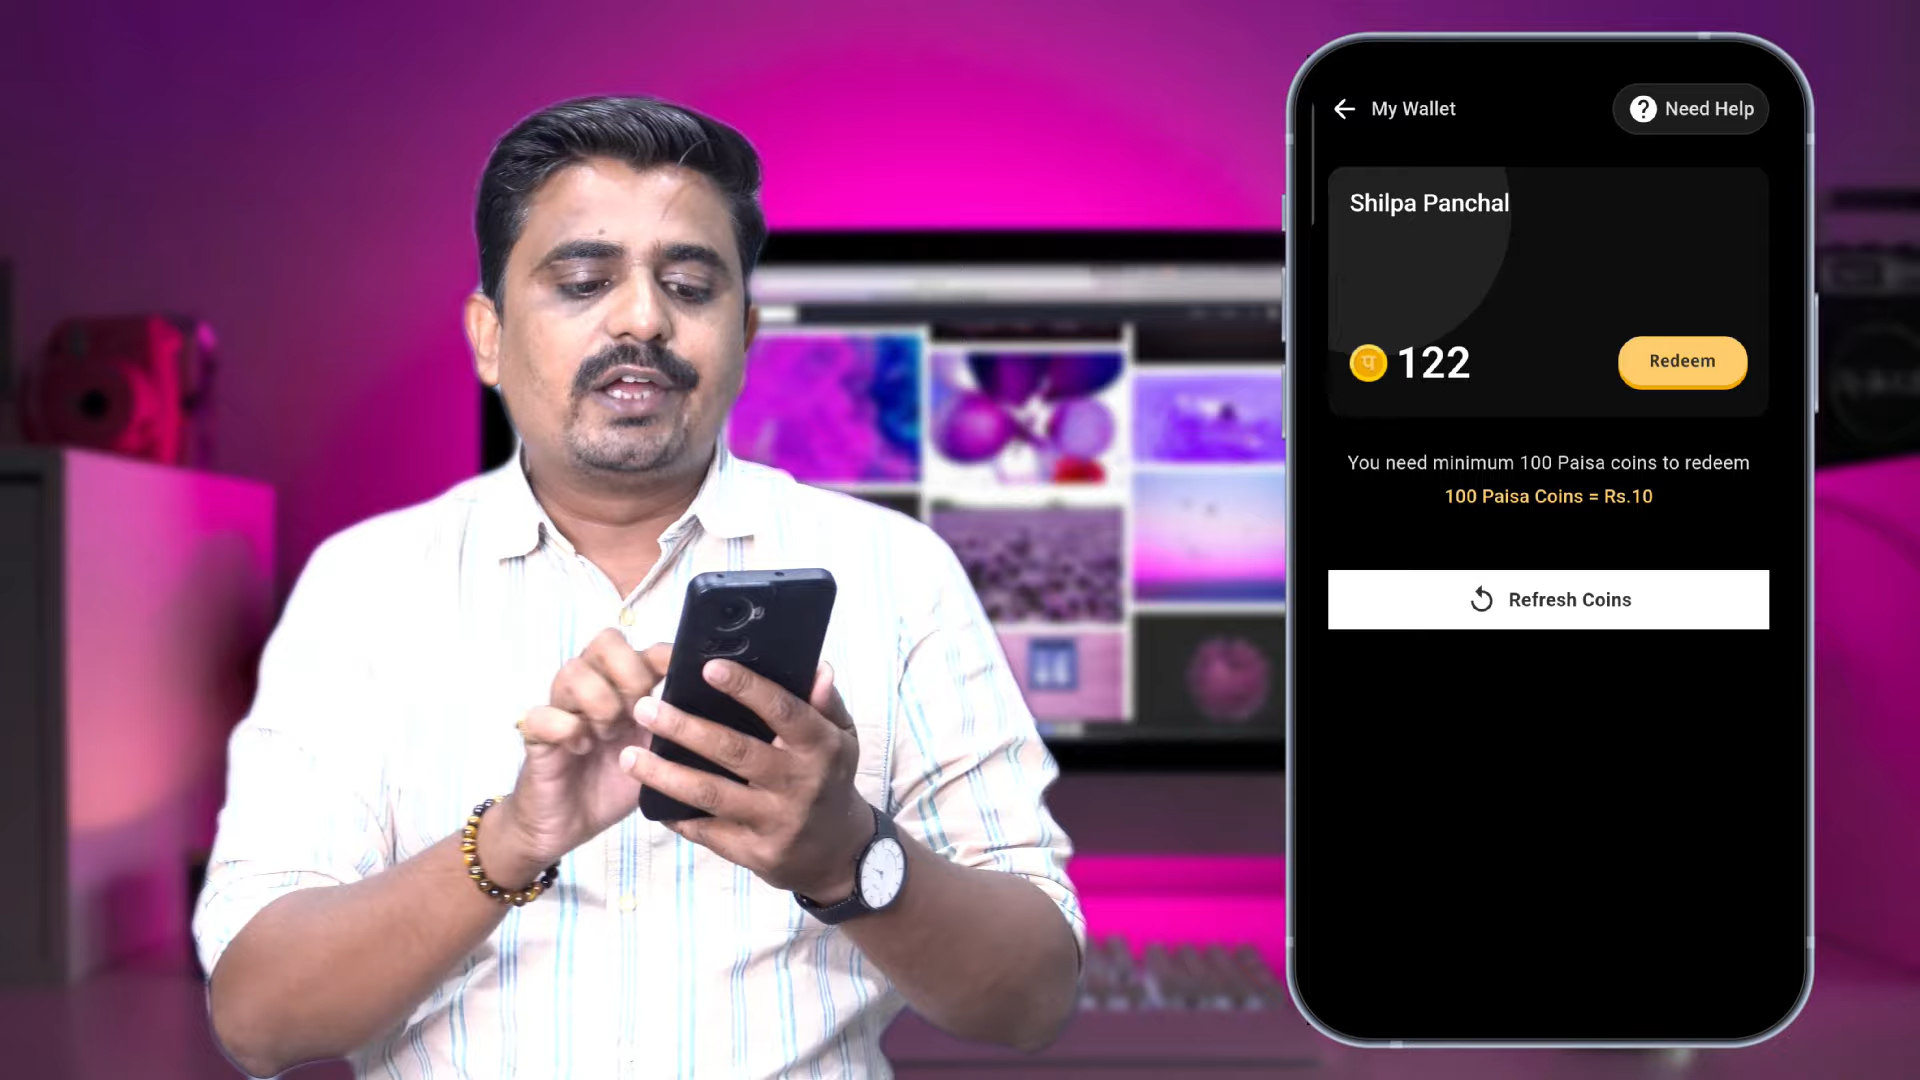 My Wallet
Need Help
Shilpa Panchal
प 122
Redeem
You need minimum 100 Paisa coins to redeem
100 Paisa Coins = Rs.10
Refresh Coins